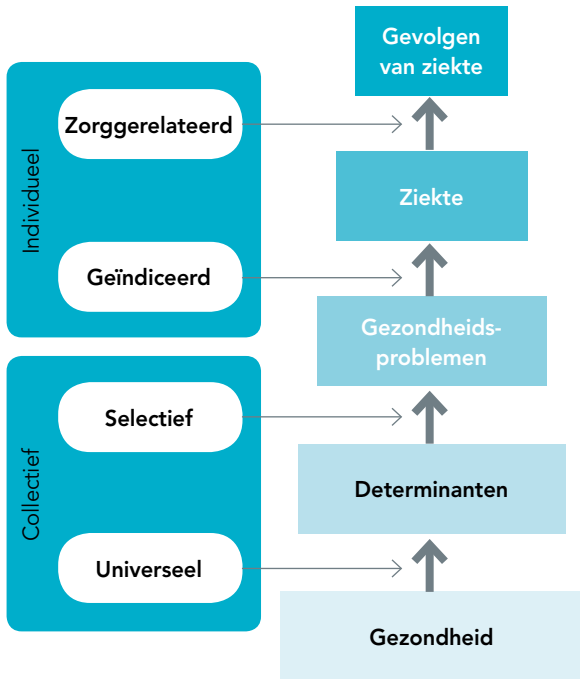 Individueel
Zorggerelateerd
Geïndiceerd
Collectief
Selectief
Universeel
Gevolgen
van ziekte
Ziekte
Gezondheids-
problemen
Determinanten
Gezondheid